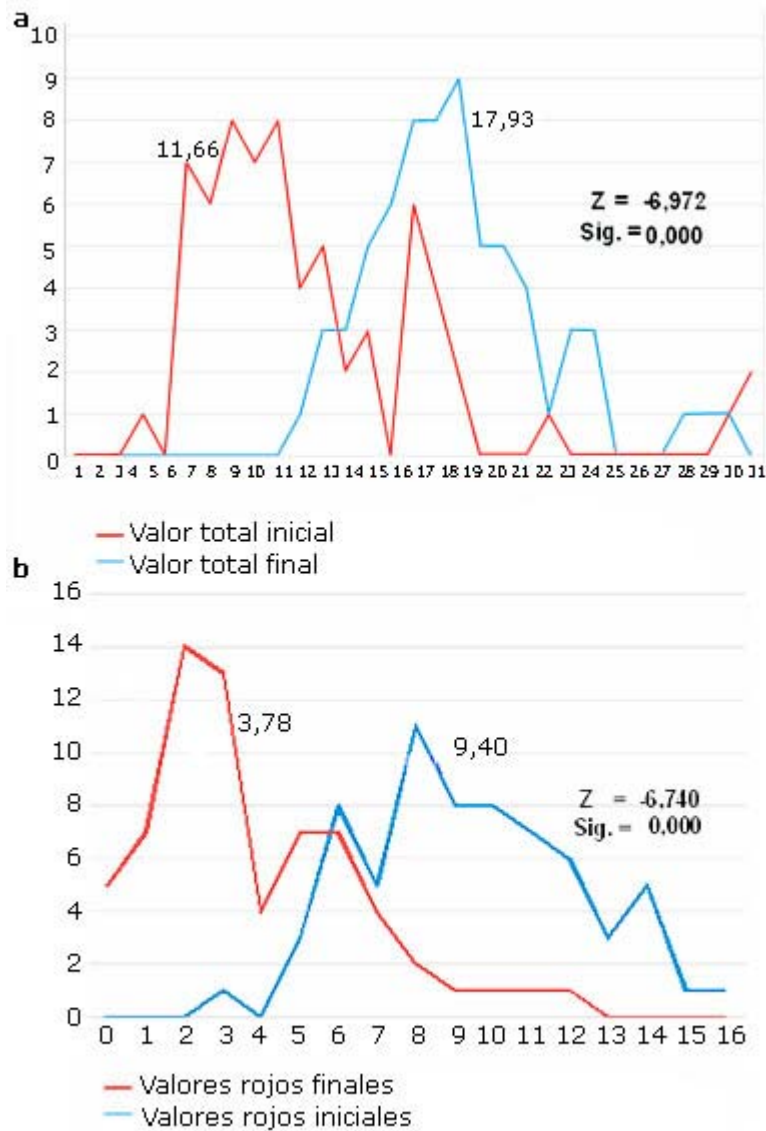 a
10
9
8
7
6
5
4
3
2
1
0
11,66
17,93
Z = -6,972
Sig. = 0,000
1 2 3 4 5 6 7 8 9 10 11 12 13 14 15 16 17 18 19 20 21 22 23 24 25 26 27 28 29 30 31
Valor total inicial
Valor total final
b
16
14
12
10
8
6
4
2
0
3,78
9,40
Z = -6,740
Sig. = 0,000
0 1 2 3 4 5 6 7 8 9 10 11 12 13 14 15 16
Valores rojos finales
Valores rojos iniciales